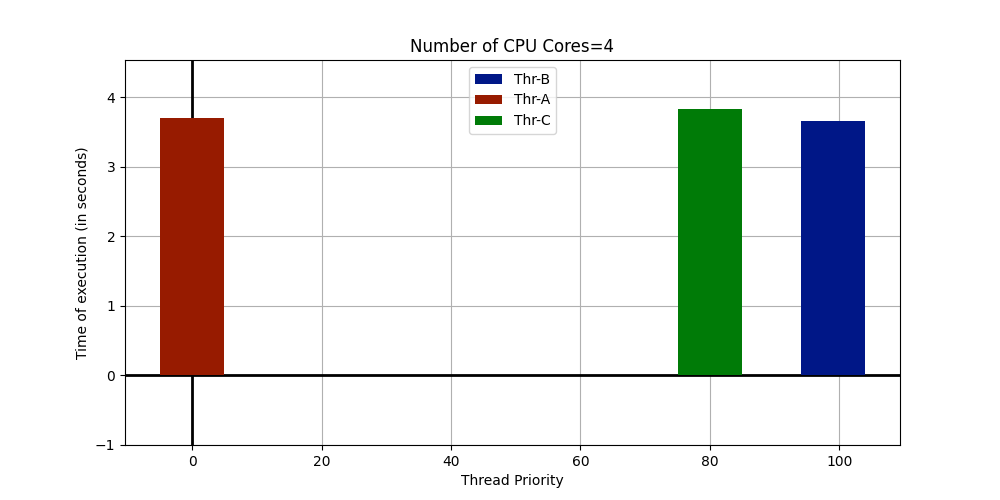 Number of CPU Cores=4
Thr-B
Thr-A
Thr-C
Time of execution (in seconds)
4
3
2
1
0
−1
0 20 40 60 80 100
Thread Priority